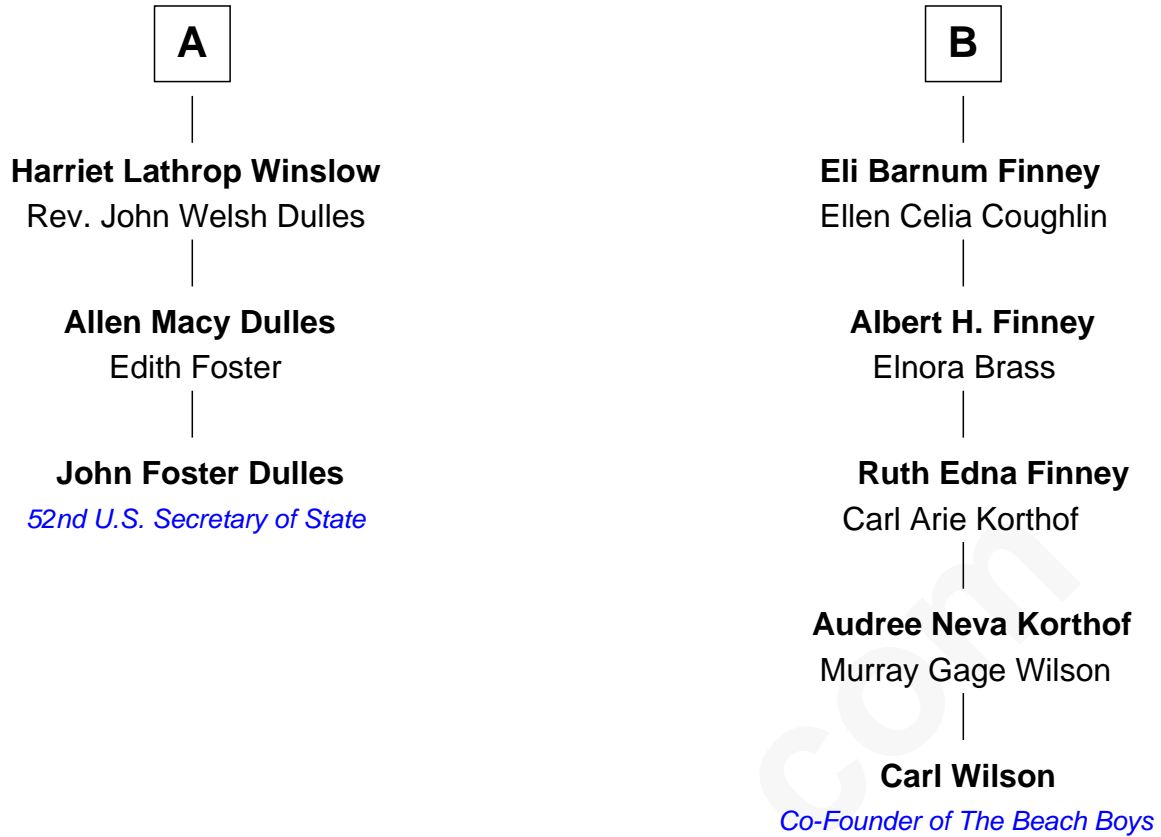 A
Harriet Lathrop Winslow
Rev. John Welsh Dulles
Allen Macy Dulles
Edith Foster
John Foster Dulles
52nd U.S. Secretary of State
B
Eli Barnum Finney
Ellen Celia Coughlin
Albert H. Finney
Elnora Brass
Ruth Edna Finney
Carl Arie Korthof
Audree Neva Korthof
Murray Gage Wilson
Carl Wilson
Co-Founder of The Beach Boys
com